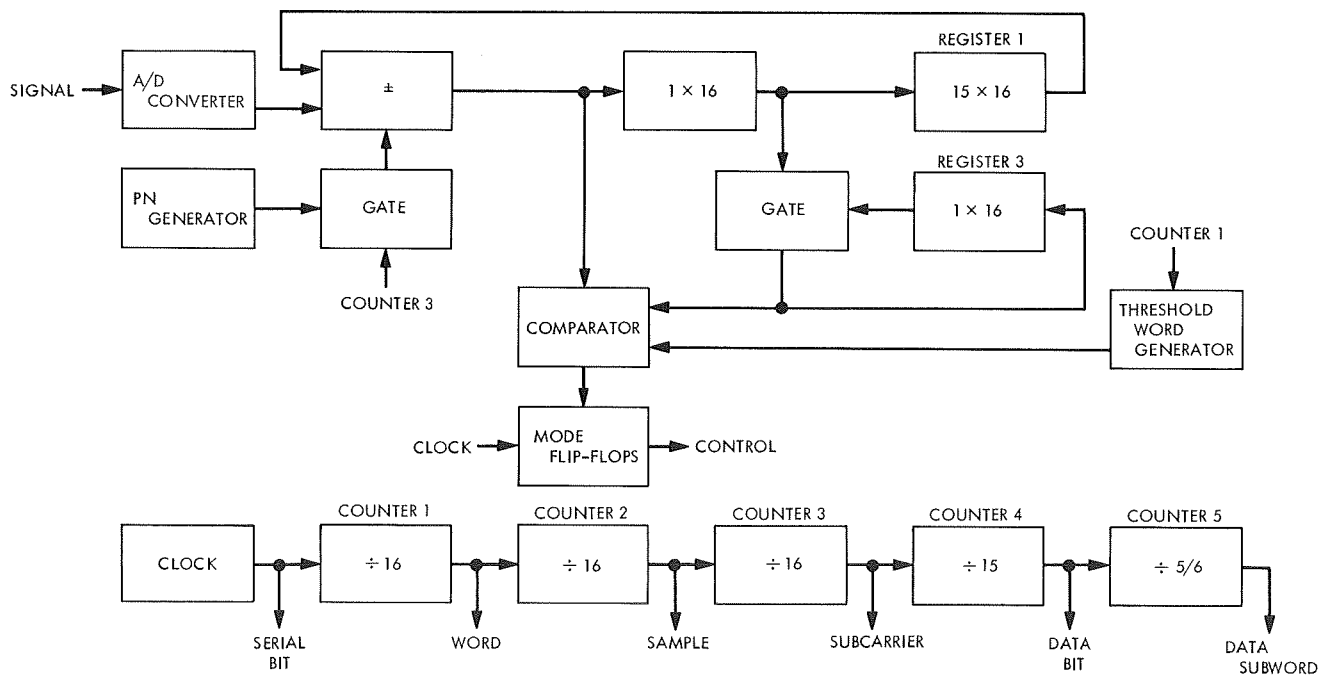 REGISTER 1
SIGNAL
A/D
CONVERTER
±
1 × 16
15 × 16
PN
GENERATOR
GATE
GATE
REGISTER 3
1 × 16
COUNTER 3
COUNTER 1
COMPARATOR
THRESHOLD
WORD
GENERATOR
CLOCK
MODE
FLIP-FLOPS
CONTROL
COUNTER 1
COUNTER 2
COUNTER 3
COUNTER 4
COUNTER 5
CLOCK
÷ 16
÷ 16
÷ 16
÷ 15
÷ 5/6
SERIAL
BIT
WORD
SAMPLE
SUBCARRIER
DATA
BIT
DATA
SUBWORD